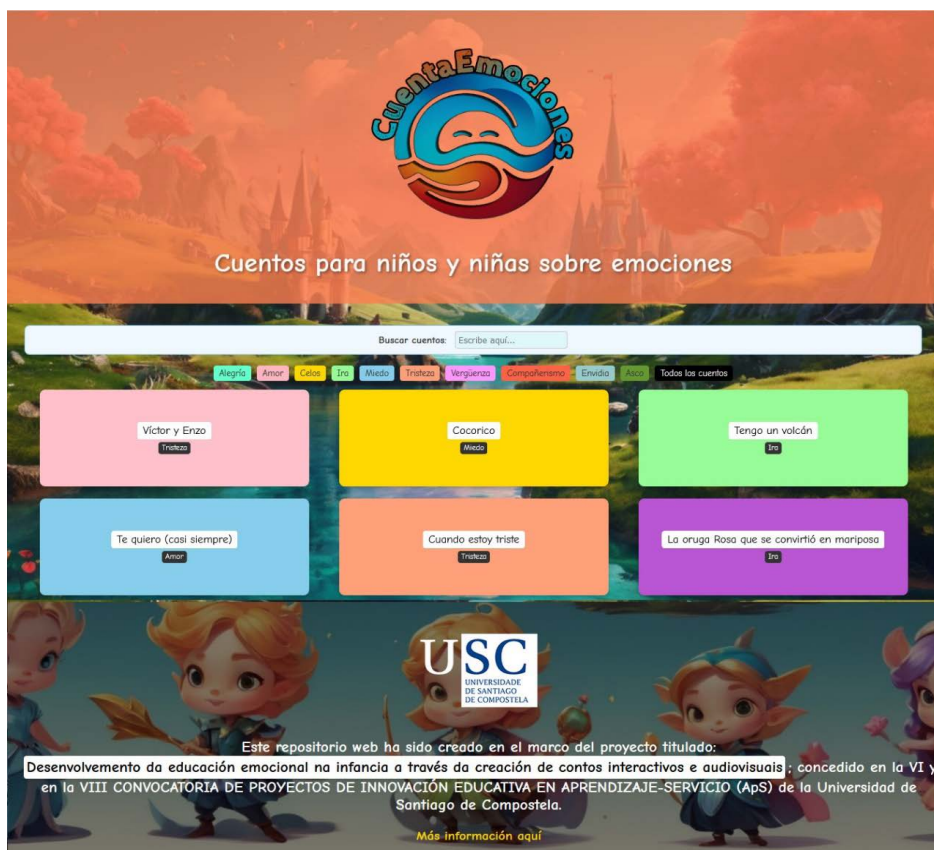 CuentaEmociones
Cuentos para niños y niñas sobre emociones
Buscar cuentos: Escribe aquí...
Alegría Amor Celos Ira Miedo Tristeza Vergüenza Compañerismo Envidia Asco Todos los cuentos
Víctor y Enzo
Tristeza
Cocorico
Miedo
Tengo un volcán
Ira
Te quiero (casi siempre)
Amor
Cuando estoy triste
Tristeza
La oruga Rosa que se convirtió en mariposa
Ira
USC
UNIVERSIDADE
DE SANTIAGO
DE COMPOSTELA
Este repositorio web ha sido creado en el marco del proyecto titulado:
Desenvolvemento da educación emocional na infancia a través da creación de contos interactivos e audiovisuais ; concedido en la VI y
en la VIII CONVOCATORIA DE PROYECTOS DE INNOVACIÓN EDUCATIVA EN APRENDIZAJE-SERVICIO (ApS) de la Universidad de
Santiago de Compostela.
Más información aquí